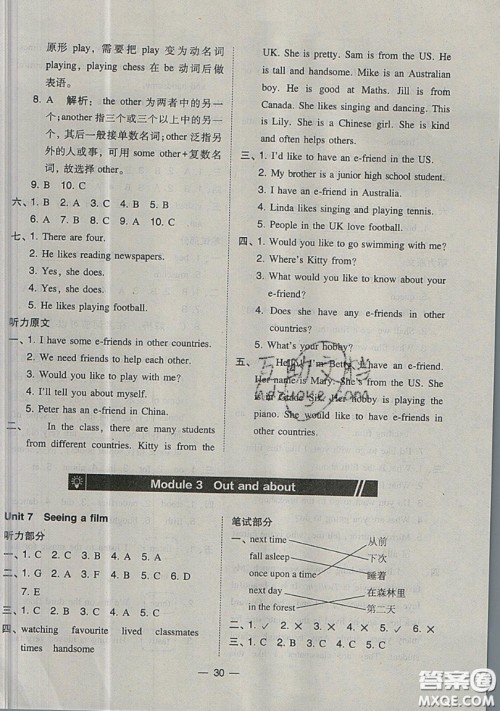 原形 play，需要把 play 变为动名词
playing，playing chess 在 be 动词后做
表语。
8. A　解析：the other 为两者中的另一
个；another 指三个或三个以上中的另一
个，其后一般接单数名词；other 泛指另
外的人或事，可用 some other+复数名
词，故选择 other。
9. B　10. C
六、1. B　2. A　3. C　4. A　5. B
6. A　7. B　8. C　9. A　10. C
七、1. There are four.
2. He likes reading newspapers.
3. Yes, she does.
4. Yes, she does.
5. He likes playing football.
听力原文
一、1. I have some e-friends in other countries.
2. We need friends to help each other.
3. Would you like to play with me?
4. I'll tell you about myself.
5. Peter has an e-friend in China.
二、In the class, there are many students
from different countries. Kitty is from the
UK. She is pretty. Sam is from the US. He
is tall and handsome. Mike is an Australian
boy. He is good at Maths. Jill is from
Canada. She likes singing and dancing. This
is Lily. She is a Chinese girl. She is
kind and often helps others.
三、1. I'd like to have an e-friend in the US.
2. My brother is a junior high school student.
3. I have an e-friend in Australia.
4. Linda likes singing and playing tennis.
5. People in the UK love football.
四、1. Would you like to go swimming with me?
2. Where's Kitty from?
3. What would you like to know about your
e-friend?
4. Does she have any e-friends in other
countries?
5. What's your hobby?
五、Hello! I'm Betty. I have an e-friend.
Her name is Mary. She's from the US. She
She likes playing the
piano. She would like to have e-friends in
other countries.
Module 3　Out and about
Unit 7　Seeing a film
听力部分
一、1. C　2. C　3. B　4. A　5. A
二、1. G　2. A　3. F　4. B　5. C　6. D
7. E
三、1. C　2. B　3. A　4. C　5. A
四、watching　favourite　lived　classmates
times　handsome
笔试部分
一、next time　从前
fall asleep　下次
once upon a time　睡着
next day　在森林里
in the forest　第二天
二、1. ✓　2. ×　3. ×　4. ×　5. ✓　6. ×
三、1. C　2. C　3. B　4. A　5. A
— 30 —
答案圈
MXQE.COM